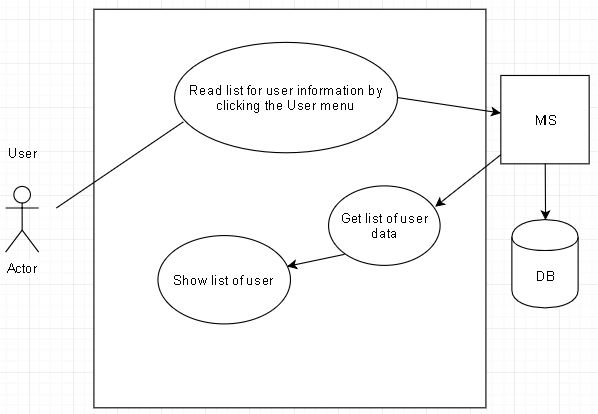 Read list for user information by
clicking the User menu
MS
User
Get list of user
data
Actor
Show list of user
DB